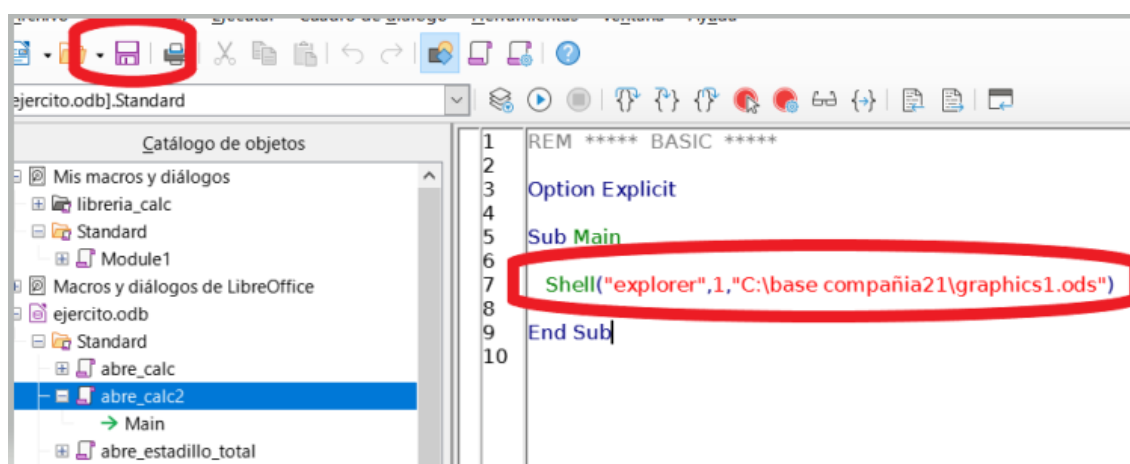 ejercito.odb].Standard
Catálogo de objetos
Mis macros y diálogos
libreria_calc
Standard
Module1
Macros y diálogos de LibreOffice
ejercito.odb
Standard
abre_calc
abre_calc2
Main
abre_estadillo_total
1 REM ***** BASIC *****
2
3 Option Explicit
4
5 Sub Main
6
7 Shell("explorer",1,"C:\base compañia21\graphics1.ods")
8
9 End Sub
10